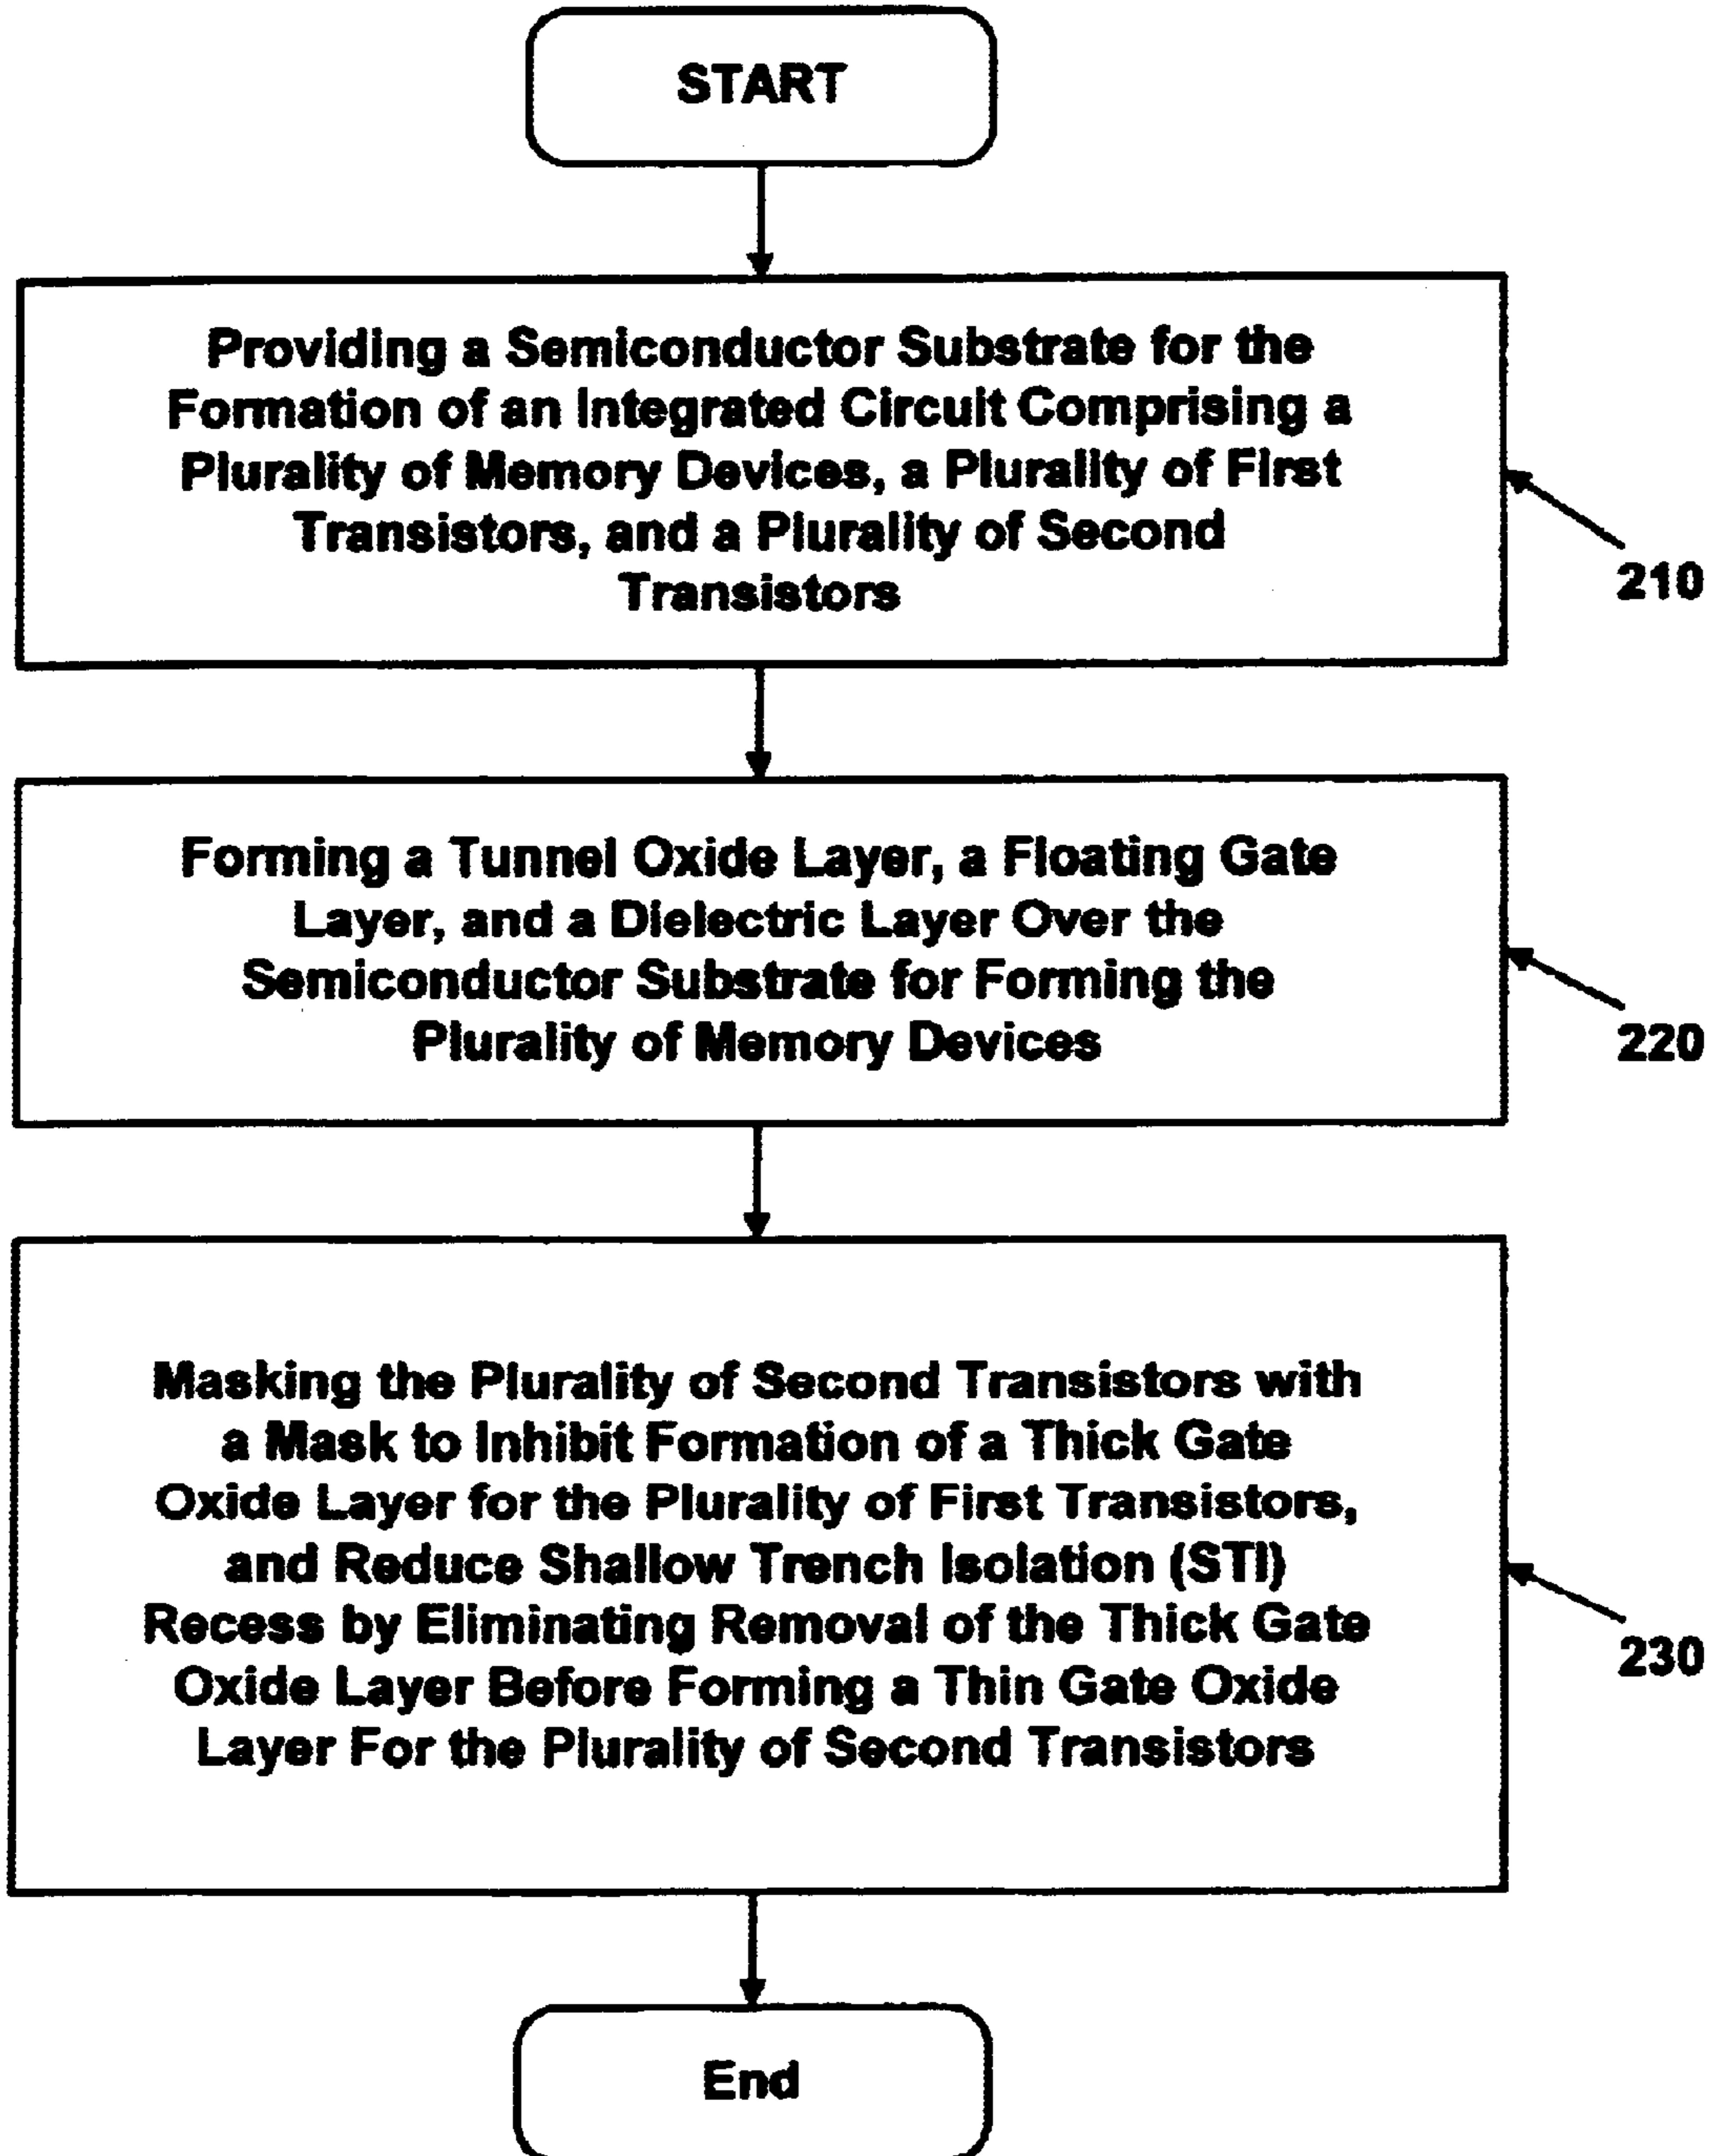 START
Providing a Semiconductor Substrate for the
Formation of an Integrated Circuit Comprising a
Plurality of Memory Devices, a Plurality of First
Transistors, and a Plurality of Second
Transistors
210
Forming a Tunnel Oxide Layer, a Floating Gate
Layer, and a Dielectric Layer Over the
Semiconductor Substrate for Forming the
Plurality of Memory Devices
220
Masking the Plurality of Second Transistors with
a Mask to Inhibit Formation of a Thick Gate
Oxide Layer for the Plurality of First Transistors,
and Reduce Shallow Trench Isolation (STI)
Recess by Eliminating Removal of the Thick Gate
Oxide Layer Before Forming a Thin Gate Oxide
Layer For the Plurality of Second Transistors
230
End